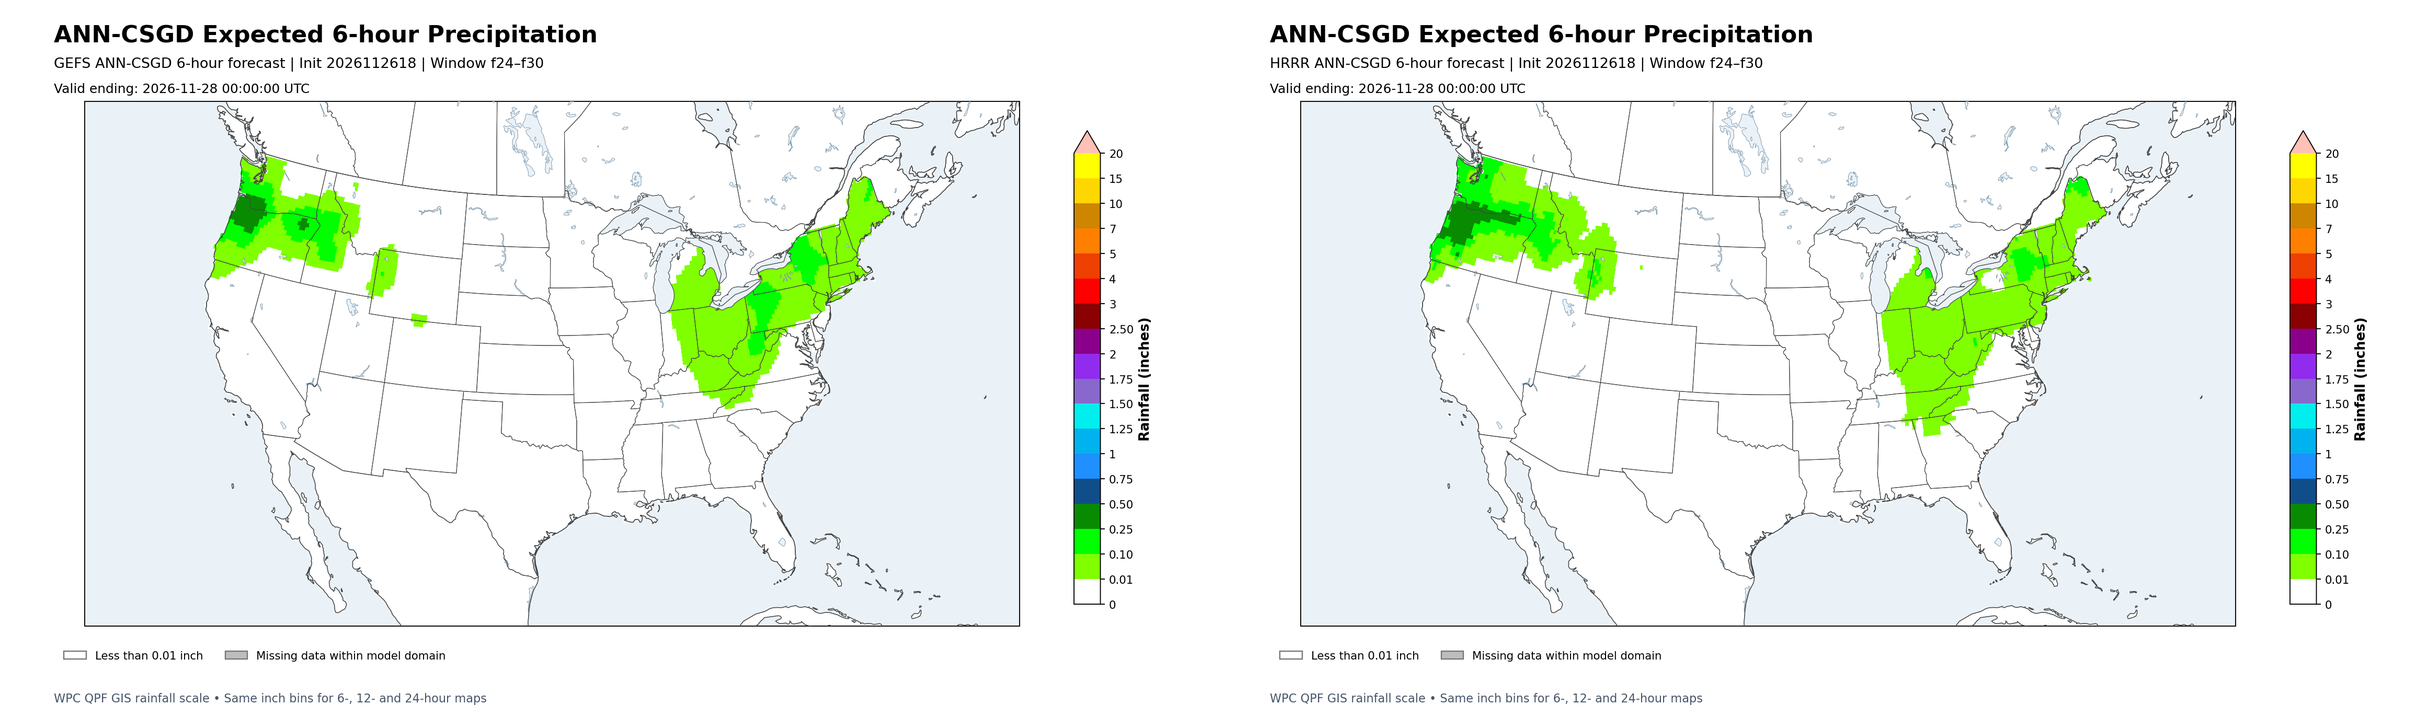 ANN-CSGD Expected 6-hour Precipitation
GEFS ANN-CSGD 6-hour forecast | Init 2026112618 | Window f24–f30
Valid ending: 2026-11-28 00:00:00 UTC
20
15
10
7
5
4
3
2.50
2
1.75
1.50
1.25
1
0.75
0.50
0.25
0.10
0.01
0
Rainfall (inches)
Less than 0.01 inch
Missing data within model domain
WPC QPF GIS rainfall scale • Same inch bins for 6-, 12- and 24-hour maps
ANN-CSGD Expected 6-hour Precipitation
HRRR ANN-CSGD 6-hour forecast | Init 2026112618 | Window f24–f30
Valid ending: 2026-11-28 00:00:00 UTC
20
15
10
7
5
4
3
2.50
2
1.75
1.50
1.25
1
0.75
0.50
0.25
0.10
0.01
0
Rainfall (inches)
Less than 0.01 inch
Missing data within model domain
WPC QPF GIS rainfall scale • Same inch bins for 6-, 12- and 24-hour maps